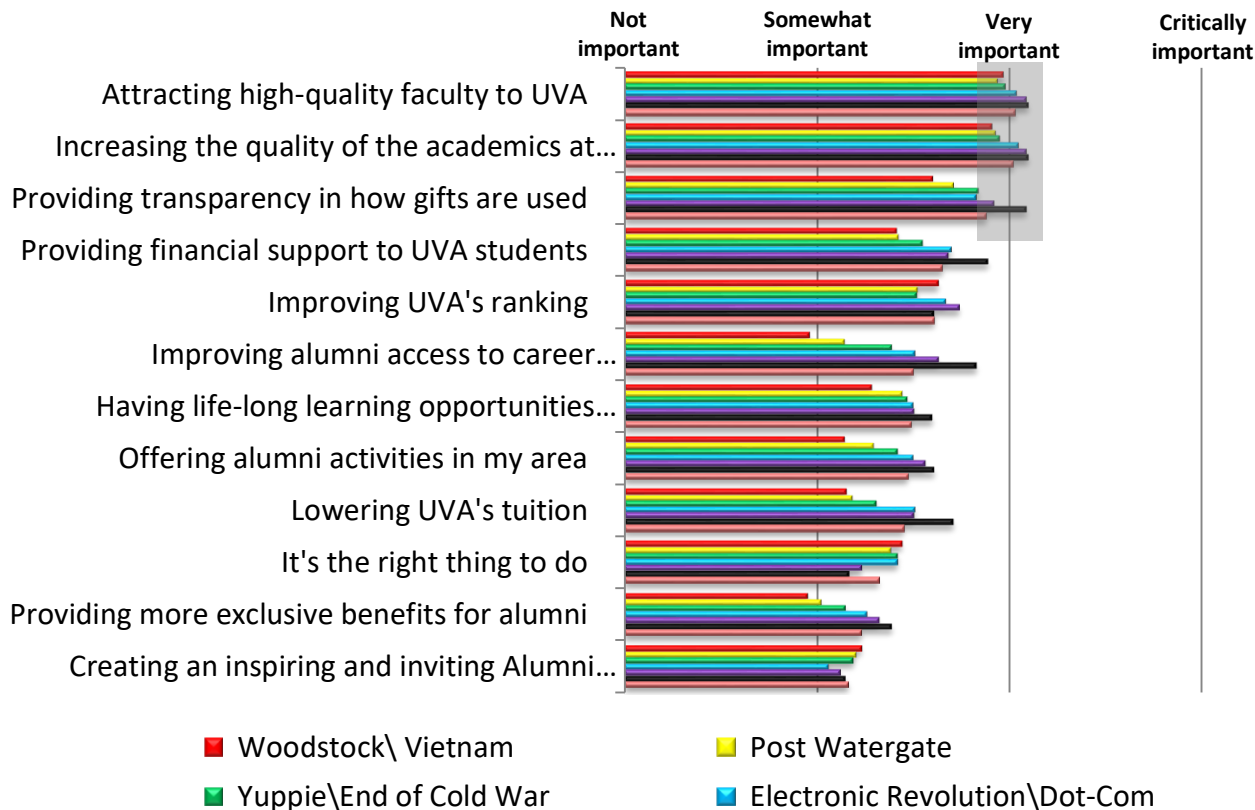 Not important
Somewhat important
Very important
Critically important
Attracting high-quality faculty to UVA
Increasing the quality of the academics at...
Providing transparency in how gifts are used
Providing financial support to UVA students
Improving UVA's ranking
Improving alumni access to career...
Having life-long learning opportunities...
Offering alumni activities in my area
Lowering UVA's tuition
It's the right thing to do
Providing more exclusive benefits for alumni
Creating an inspiring and inviting Alumni...
Woodstock\ Vietnam
Post Watergate
Yuppie\End of Cold War
Electronic Revolution\Dot-Com